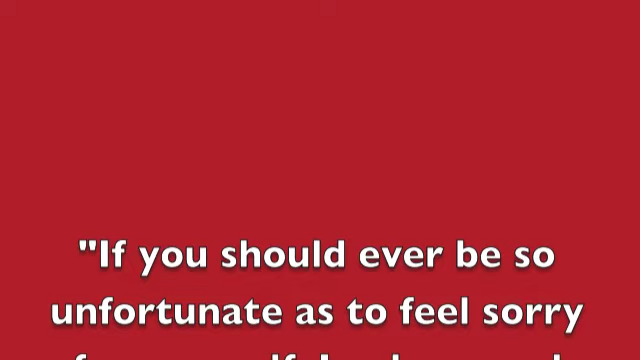 "If you should ever be so
unfortunate as to feel sorry